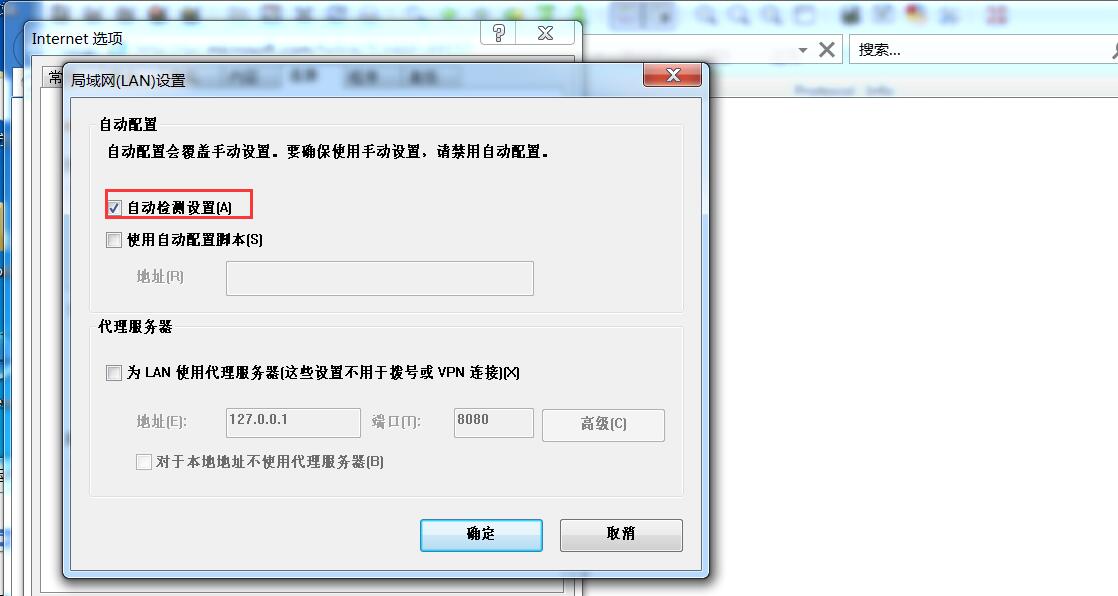 Internet 选项
搜索...
常
局域网(LAN)设置
自动配置
自动配置会覆盖手动设置。要确保使用手动设置，请禁用自动配置。
自动检测设置(A)
使用自动配置脚本(S)
地址(R)
代理服务器
为 LAN 使用代理服务器(这些设置不用于拨号或 VPN 连接)(X)
地址(E): 127.0.0.1 端口(T): 8080 高级(C)
对于本地地址不使用代理服务器(B)
确定 取消